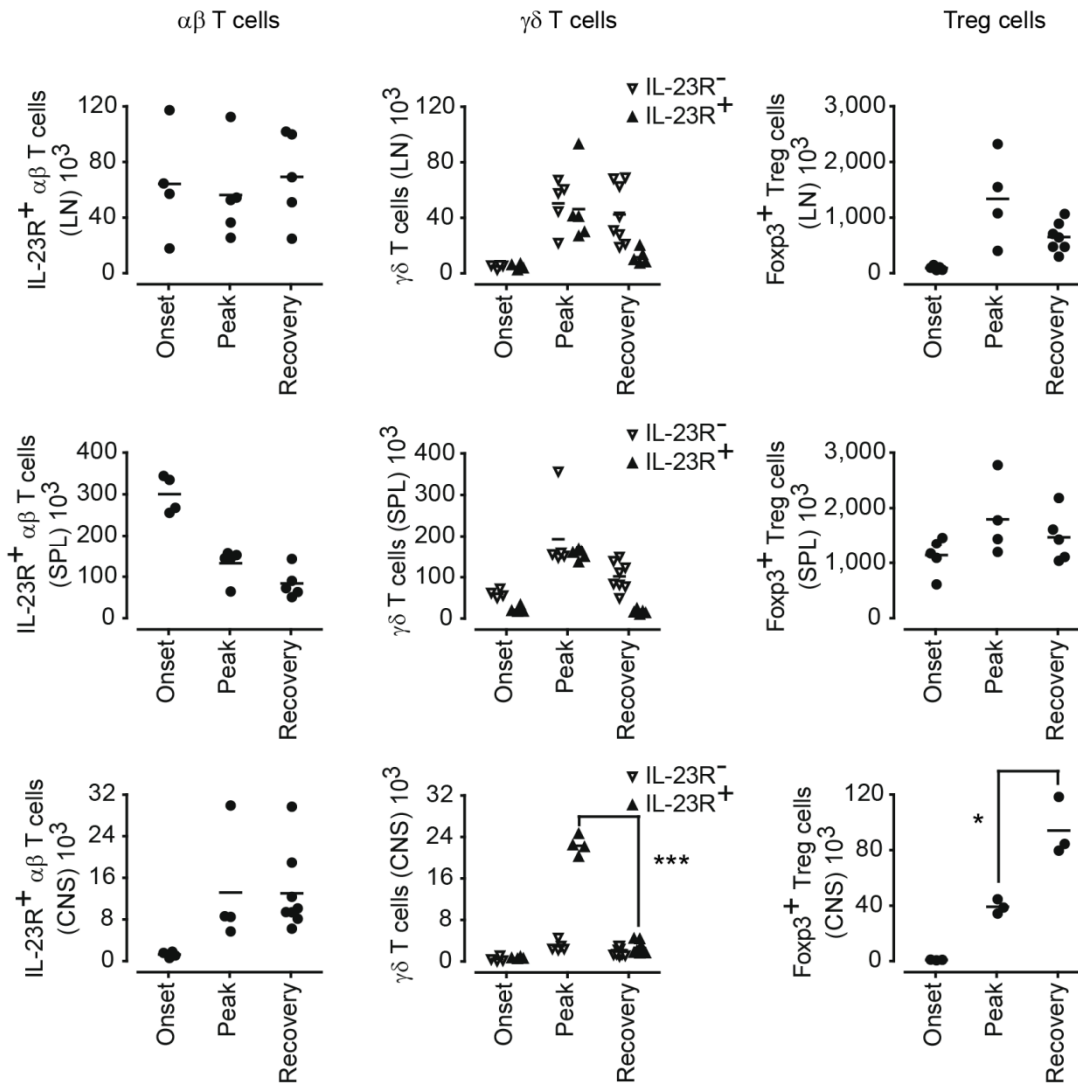 αβ T cells
γδ T cells
Treg cells
IL-23R+ αβ T cells
(LN) 10³
120
80
40
0
Onset
Peak
Recovery
γδ T cells (LN) 10³
120
80
40
0
IL-23R-
IL-23R+
Onset
Peak
Recovery
Foxp3+ Treg cells
(LN) 10³
3,000
2,000
1,000
0
Onset
Peak
Recovery
IL-23R+ αβ T cells
(SPL) 10³
400
300
200
100
0
Onset
Peak
Recovery
γδ T cells (SPL) 10³
400
300
200
100
0
IL-23R-
IL-23R+
Onset
Peak
Recovery
Foxp3+ Treg cells
(SPL) 10³
3,000
2,000
1,000
0
Onset
Peak
Recovery
IL-23R+ αβ T cells
(CNS) 10³
32
24
16
8
0
Onset
Peak
Recovery
γδ T cells (CNS) 10³
32
24
16
8
0
IL-23R-
IL-23R+
***
Onset
Peak
Recovery
Foxp3+ Treg cells
(CNS) 10³
120
80
40
0
*
Onset
Peak
Recovery